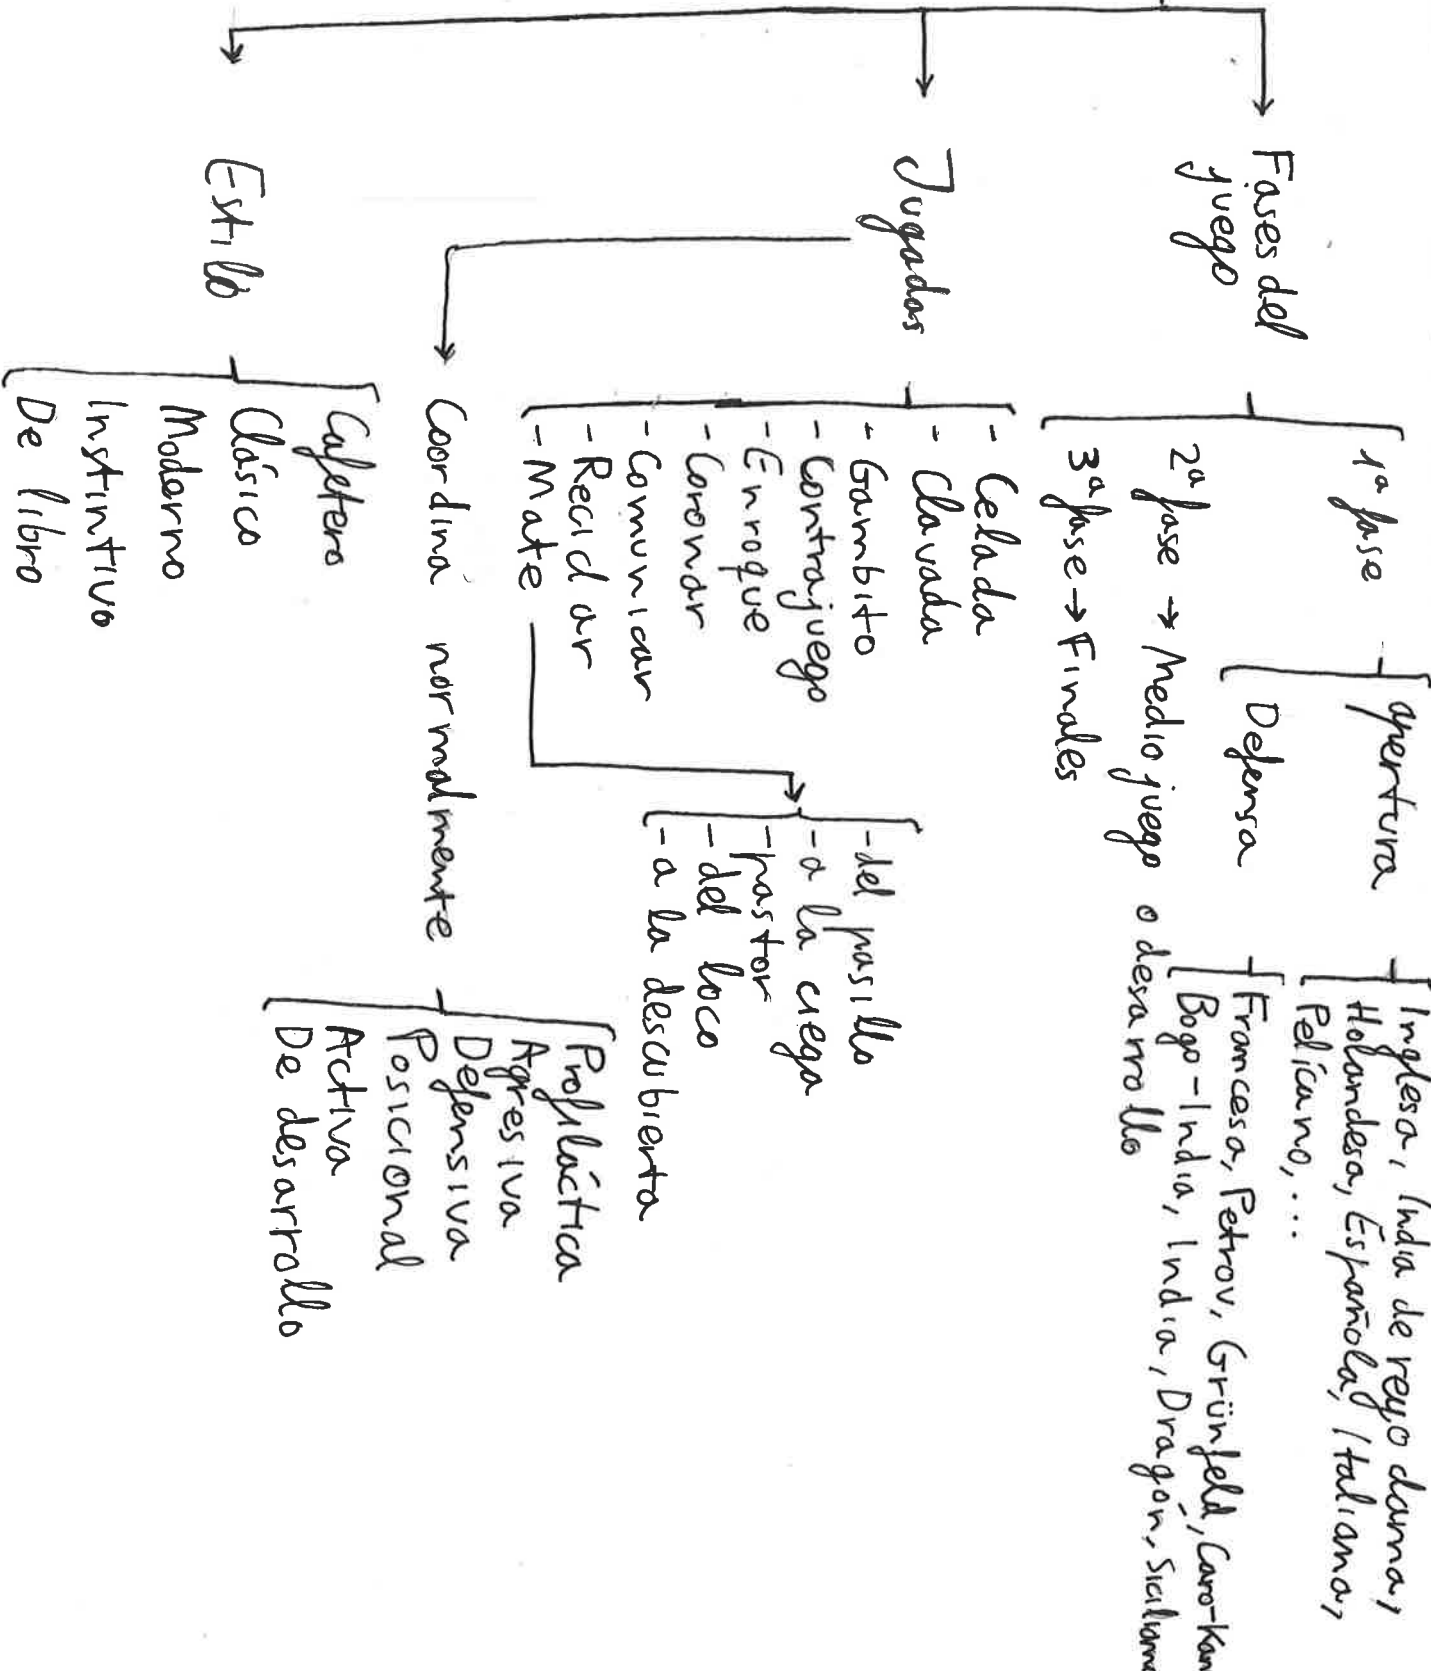 Fases del
juego
1ª fase
apertura
Inglesa, India de rey o dama,
Holandesa, Española, Italiana,
Pelícano, ...
Defensa
Francesa, Petrov, Grünfeld, Caro-Kan
Bogo-India, India, Dragón, Siciliana
2ª fase → Medio juego o desarrollo
3ª fase → Finales
Jugadas
- Celada
- Clavada
- Gambito
- Contrajuego
- Enroque
- Coronar
- Comunicar
- Reciclar
- Mate
- del pasillo
- a la ciega
- pastor
- del loco
- a la descubierta
Coordina normalmente
Profiláctica
Agresiva
Defensiva
Posicional
Activa
De desarrollo
Estilo
Cafetero
Clásico
Moderno
Instintivo
De libro